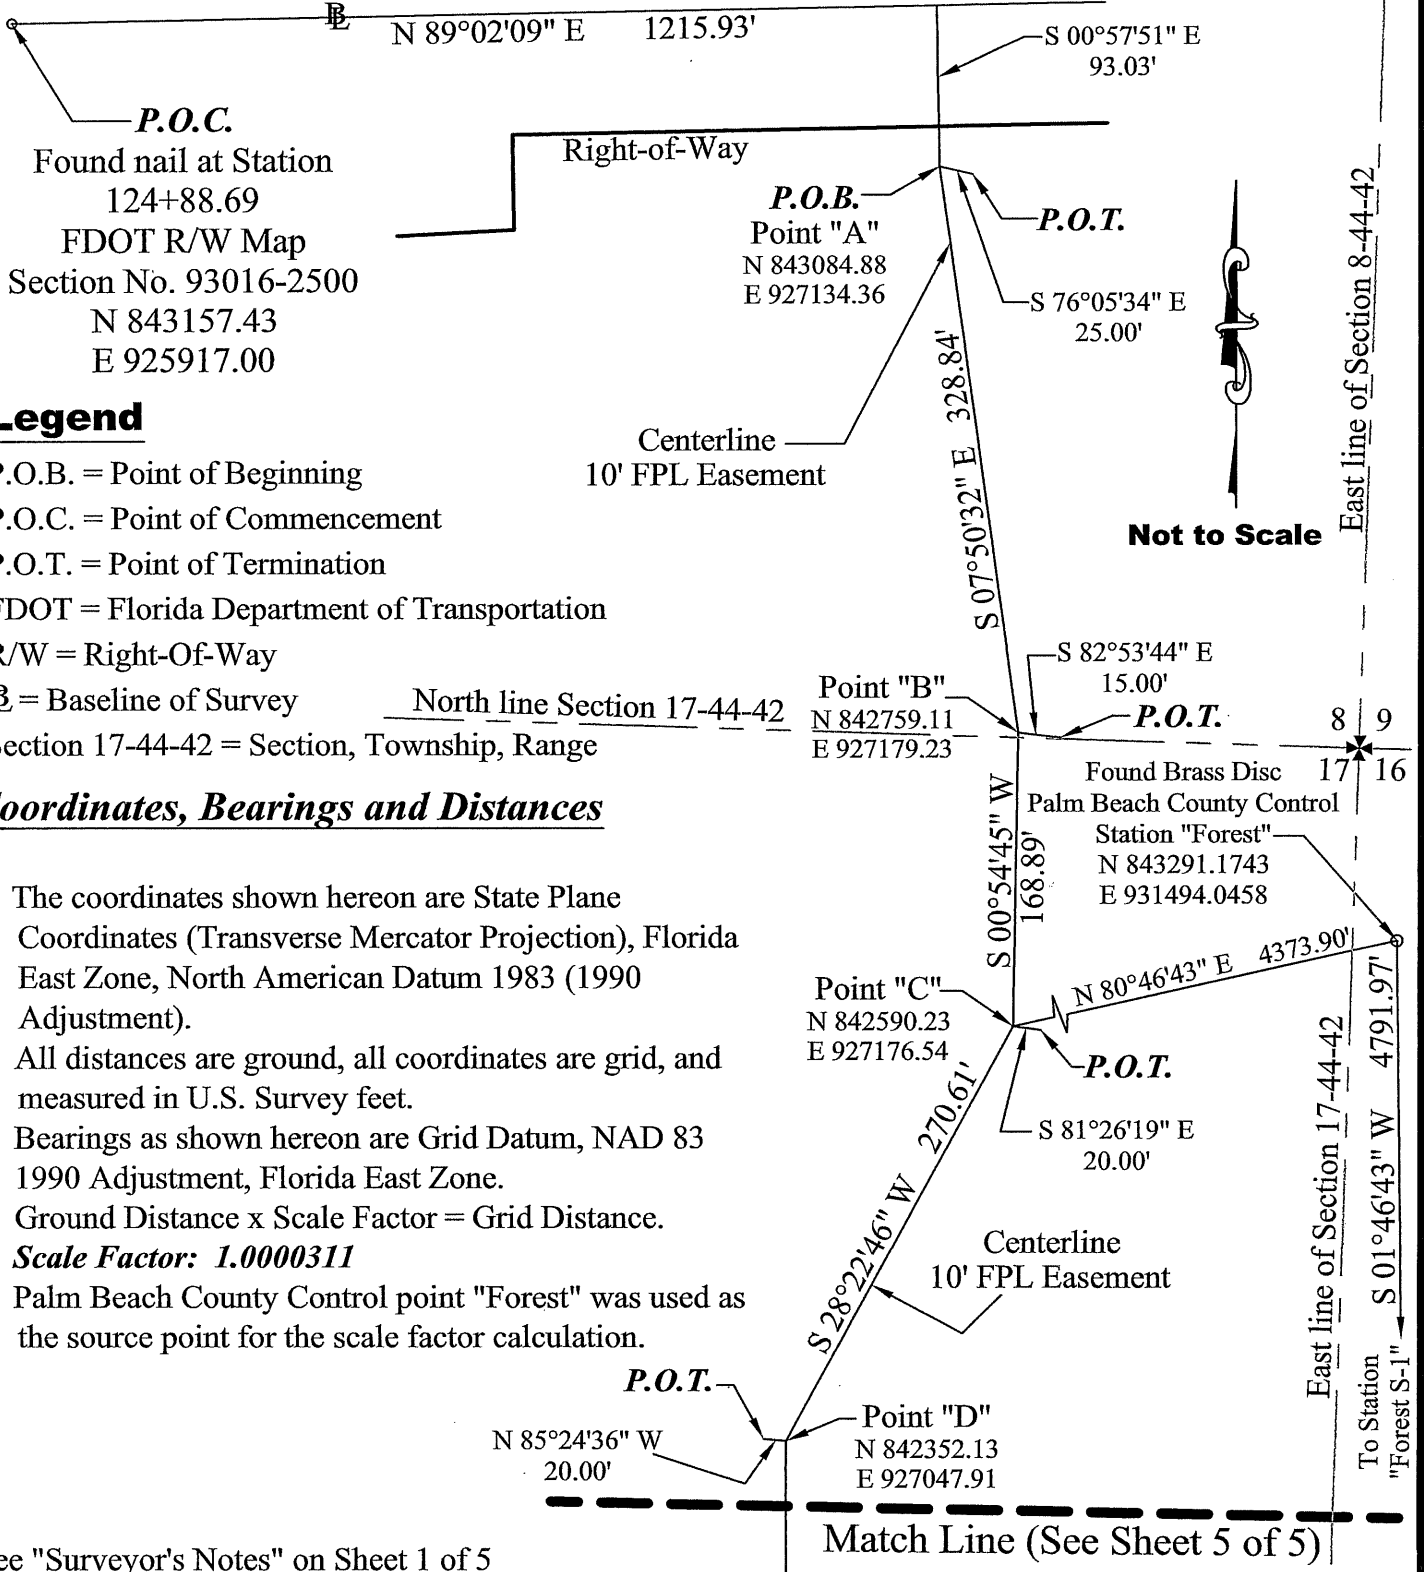 BL N 89°02'09" E 1215.93'
S 00°57'51" E
93.03'
P.O.C.
Found nail at Station
124+88.69
FDOT R/W Map
Section No. 93016-2500
N 843157.43
E 925917.00
Right-of-Way
P.O.B.
Point "A"
N 843084.88
E 927134.36
P.O.T.
S 76°05'34" E
25.00'
East line of Section 8-44-42
Centerline
10' FPL Easement
S 07°50'32" E 328.84'
Not to Scale
Legend
P.O.B. = Point of Beginning
P.O.C. = Point of Commencement
P.O.T. = Point of Termination
FDOT = Florida Department of Transportation
R/W = Right-Of-Way
BL = Baseline of Survey
Section 17-44-42 = Section, Township, Range
North line Section 17-44-42
Point "B"
N 842759.11
E 927179.23
S 82°53'44" E
15.00'
P.O.T.
8 9
17 16
Found Brass Disc
Palm Beach County Control
Station "Forest"
N 843291.1743
E 931494.0458
oordinates, Bearings and Distances
The coordinates shown hereon are State Plane
Coordinates (Transverse Mercator Projection), Florida
East Zone, North American Datum 1983 (1990
Adjustment).
All distances are ground, all coordinates are grid, and
measured in U.S. Survey feet.
Bearings as shown hereon are Grid Datum, NAD 83
1990 Adjustment, Florida East Zone.
Ground Distance x Scale Factor = Grid Distance.
Scale Factor: 1.0000311
Palm Beach County Control point "Forest" was used as
the source point for the scale factor calculation.
S 00°54'45" W
168.89'
Point "C"
N 842590.23
E 927176.54
N 80°46'43" E 4373.90'
P.O.T.
S 81°26'19" E
20.00'
S 28°22'46" W 270.61'
Centerline
10' FPL Easement
East line of Section 17-44-42
S 01°46'43" W 4791.97'
To Station
"Forest S-1"
P.O.T.
N 85°24'36" W
20.00'
Point "D"
N 842352.13
E 927047.91
Match Line (See Sheet 5 of 5)
ee "Surveyor's Notes" on Sheet 1 of 5